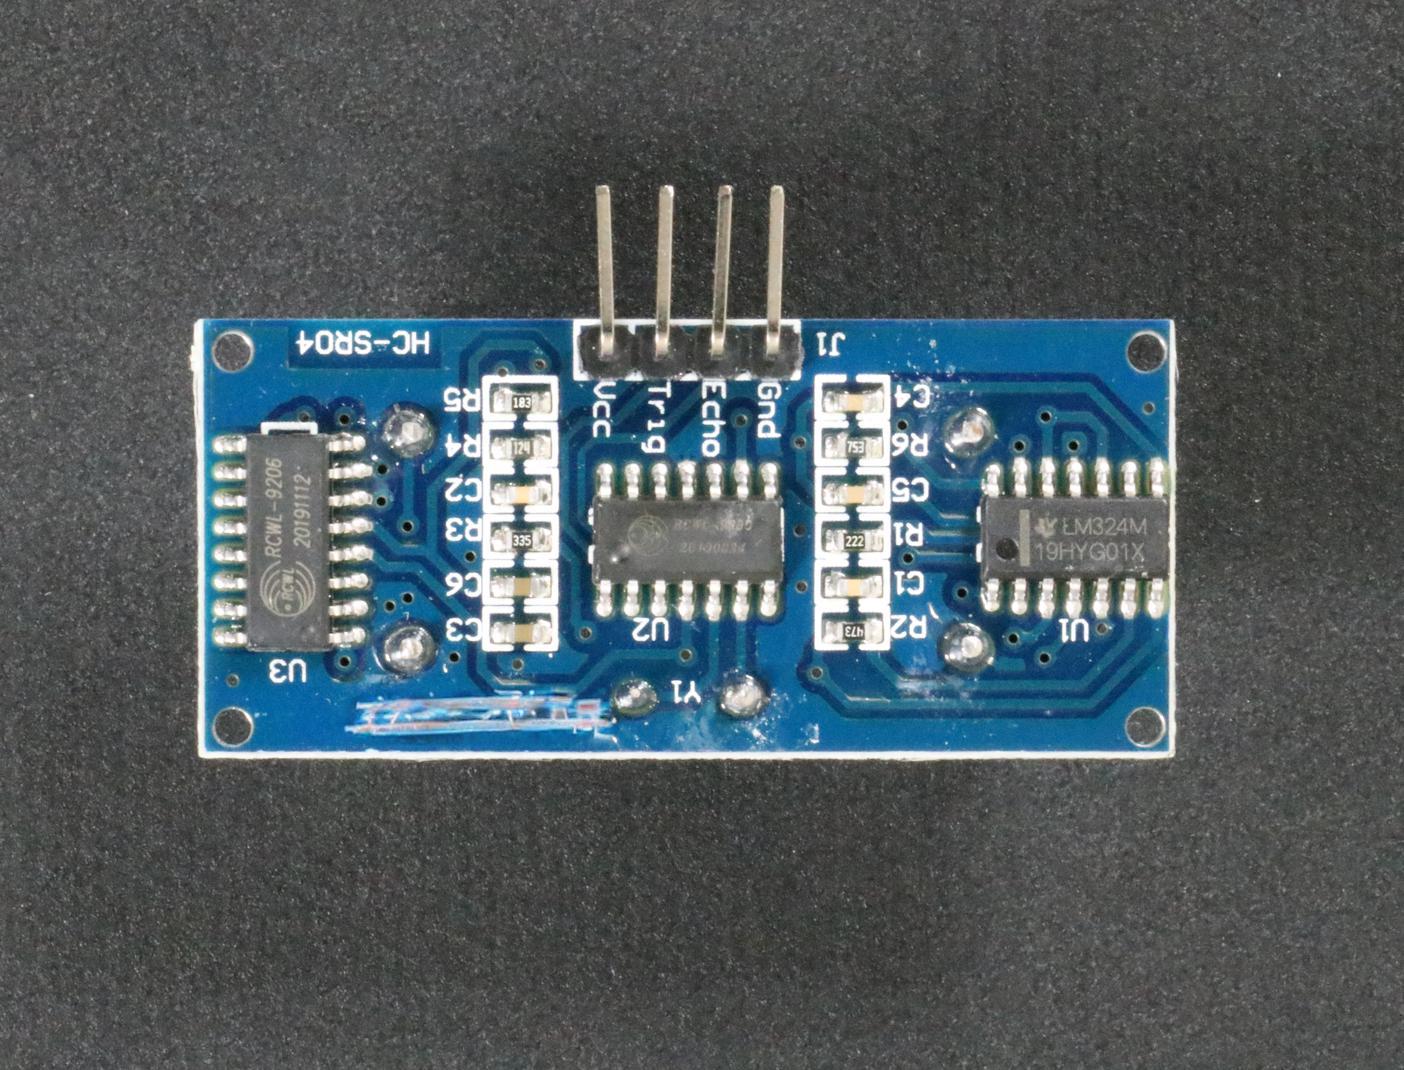 HC-SR04
J1
Vcc
Trig
Echo
Gnd
R5
183
C4
R4
124
753
R6
C2
C5
R3
335
222
R1
C6
C1
C3
473
R2
RCWL-9206
20191112
RCWL
U3
U2
LM324M
19HYG01X
U1
Y1